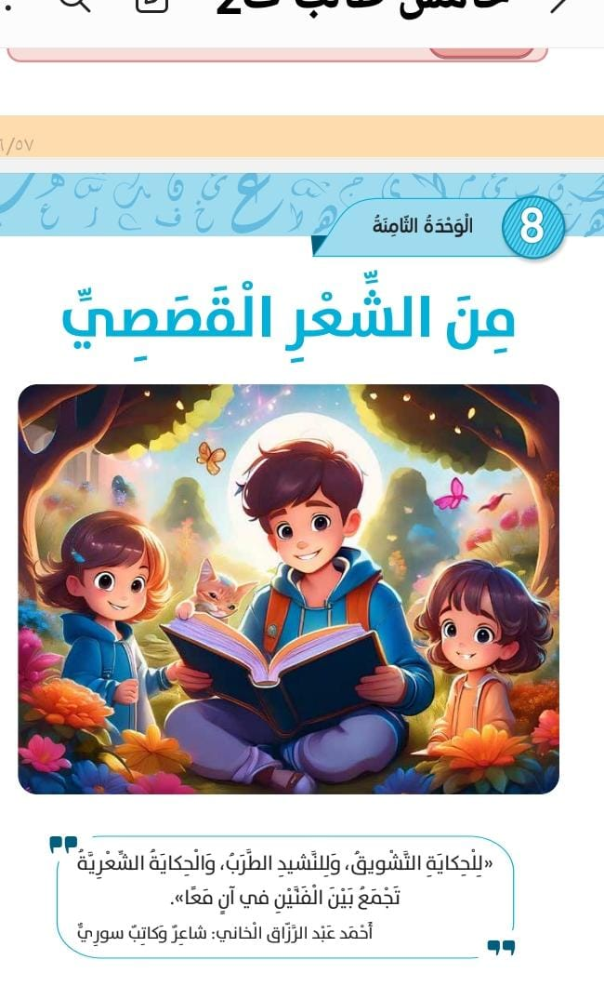 الْوَحْدَةُ الثّامِنَةُ
8
مِنَ الشِّعْرِ الْقَصَصِيِّ
«لِلْحِكايَةِ التَّشْويقُ، وَلِلنَّشيدِ الطَّرَبُ، وَالْحِكايَةُ الشِّعْرِيَّةُ
تَجْمَعُ بَيْنَ الْفَنَّيْنِ في آنٍ مَعًا».
أَحْمَد عَبْد الرَّزّاق الْخاني: شاعِرٌ وَكاتِبٌ سورِيٌّ